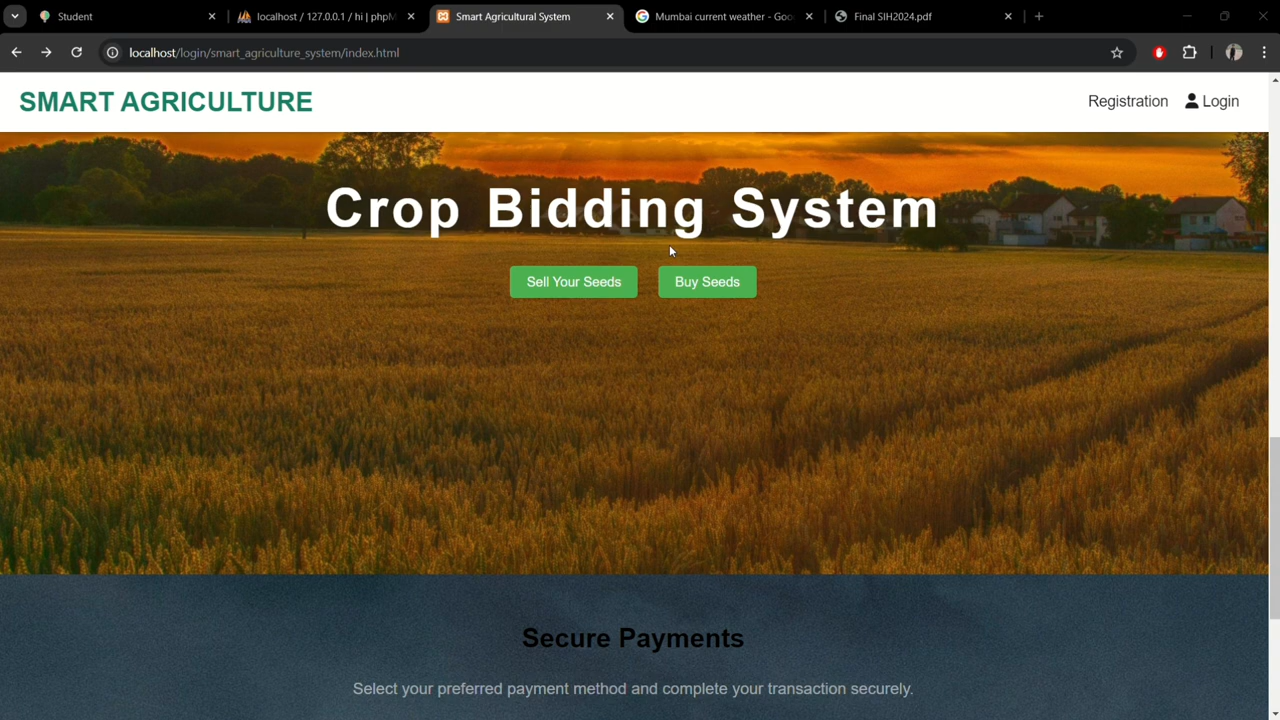 Student
localhost / 127.0.0.1 / hi | phpM
Smart Agricultural System
Mumbai current weather - Goo
Final SIH2024.pdf
localhost/login/smart_agriculture_system/index.html
SMART AGRICULTURE
Registration
Login
Crop Bidding System
Sell Your Seeds
Buy Seeds
Secure Payments
Select your preferred payment method and complete your transaction securely.